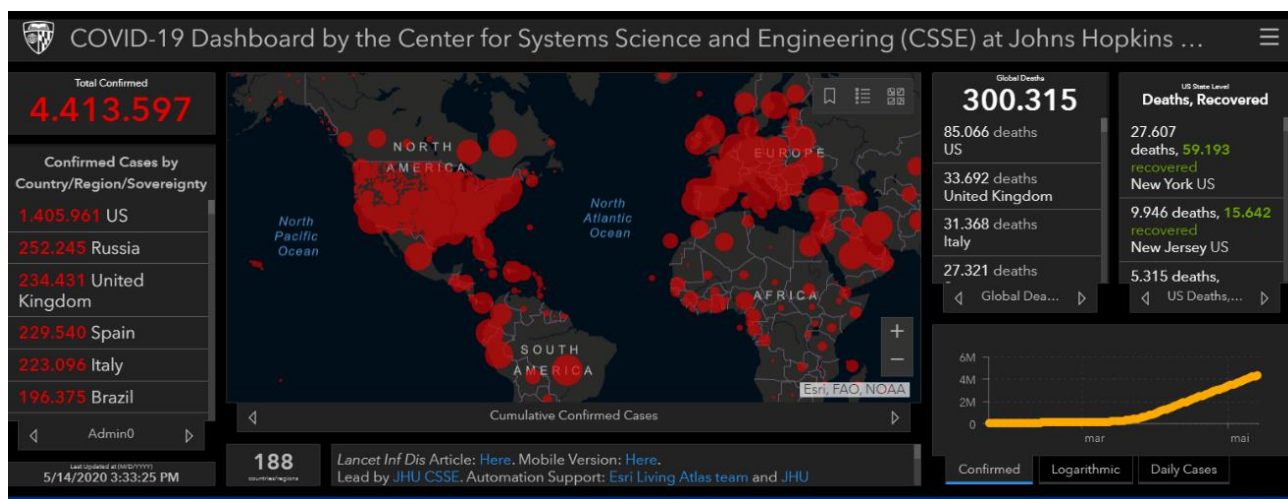 COVID-19 Dashboard by the Center for Systems Science and Engineering (CSSE) at Johns Hopkins ...
Total Confirmed
4.413.597
Confirmed Cases by
Country/Region/Sovereignty
1.405.961 US
252.245 Russia
234.431 United
Kingdom
229.540 Spain
223.096 Italy
196.375 Brazil
Admin0
Last Updated at (M/D/YYYY)
5/14/2020 3:33:25 PM
NORTH
AMERICA
EUROPE
North
Pacific
Ocean
North
Atlantic
Ocean
AFRICA
SOUTH
AMERICA
+
−
Esri, FAO, NOAA
Cumulative Confirmed Cases
188
countries/regions
Lancet Inf Dis Article: Here. Mobile Version: Here.
Lead by JHU CSSE. Automation Support: Esri Living Atlas team and JHU
Global Deaths
300.315
85.066 deaths
US
33.692 deaths
United Kingdom
31.368 deaths
Italy
27.321 deaths
Global Dea...
US State Level
Deaths, Recovered
27.607
deaths, 59.193
recovered
New York US
9.946 deaths, 15.642
recovered
New Jersey US
5.315 deaths,
US Deaths,...
6M
4M
2M
0
mar
mai
Confirmed
Logarithmic
Daily Cases